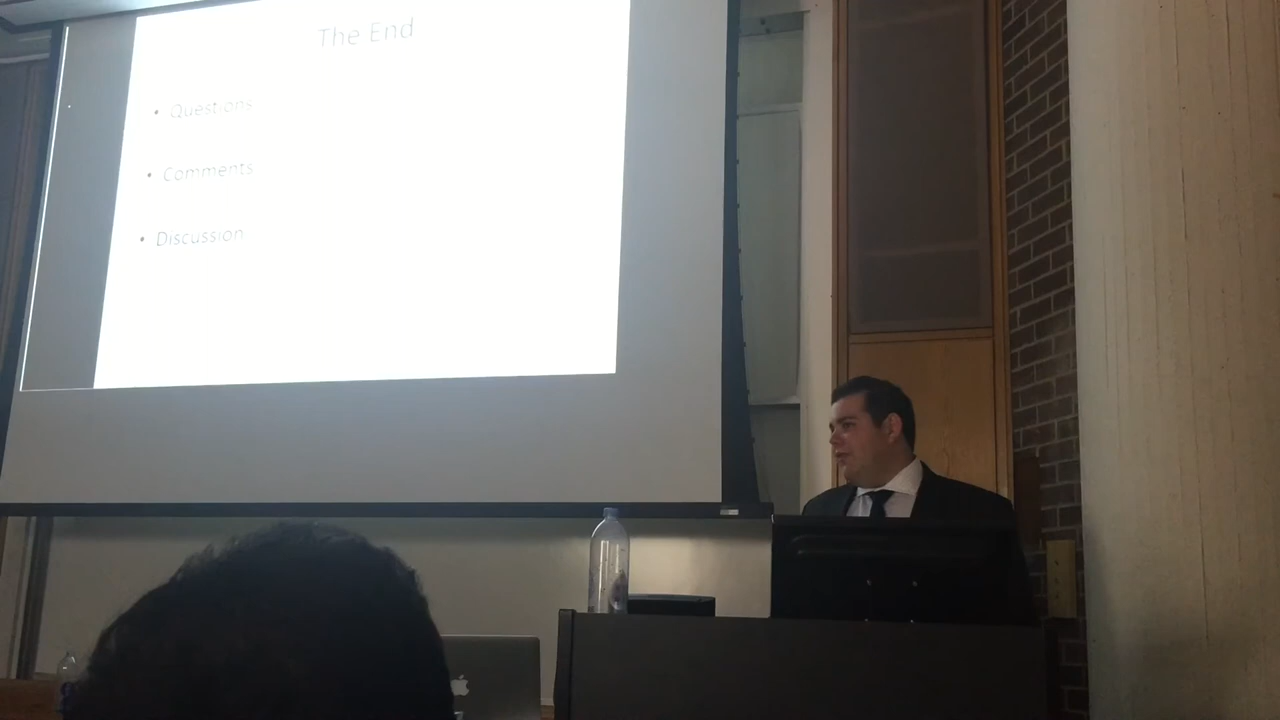 The End
• Questions
• Comments
• Discussion